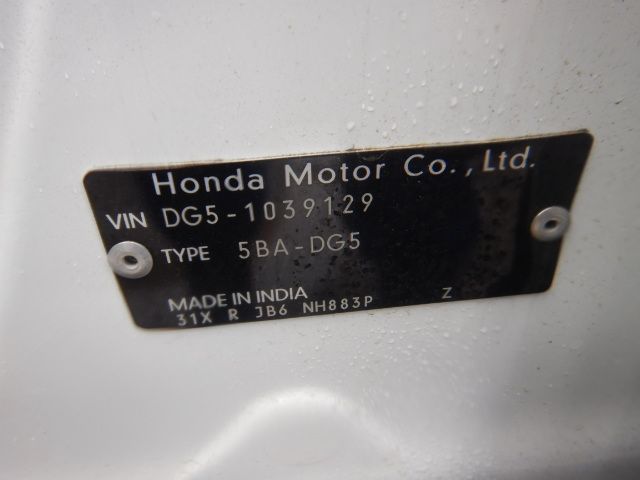 Honda Motor Co., Ltd.
VIN DG5-1039129
TYPE 5BA-DG5
MADE IN INDIA
31X R JB6 NH883P Z